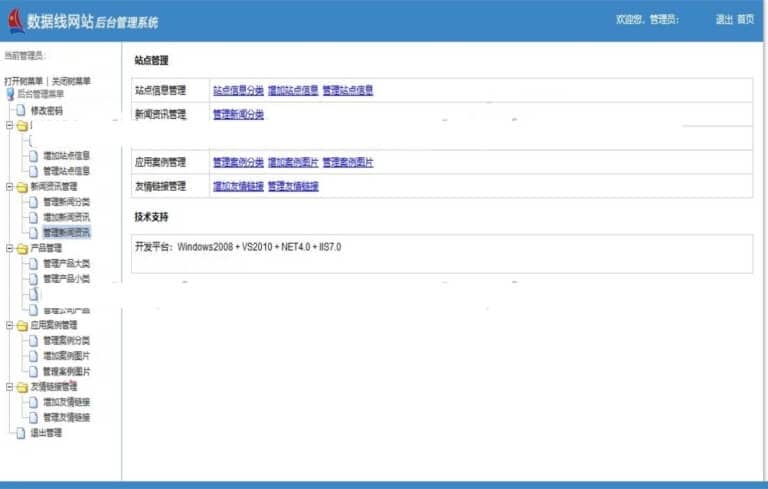 数据线网站后台管理系统
欢迎您，管理员： 退出 首页
当前管理员：
打开树菜单 | 关闭树菜单
后台管理菜单
修改密码
增加站点信息
管理站点信息
新闻资讯管理
管理新闻分类
增加新闻资讯
管理新闻资讯
产品管理
管理产品大类
管理产品小类
管理公司产品
应用案例管理
管理案例分类
增加案例图片
管理案例图片
友情链接管理
增加友情链接
管理友情链接
退出管理
站点管理
站点信息管理 站点信息分类 增加站点信息 管理站点信息
新闻资讯管理 管理新闻分类
应用案例管理 管理案例分类 增加案例图片 管理案例图片
友情链接管理 增加友情链接 管理友情链接
技术支持
开发平台：Windows2008 + VS2010 + NET4.0 + IIS7.0